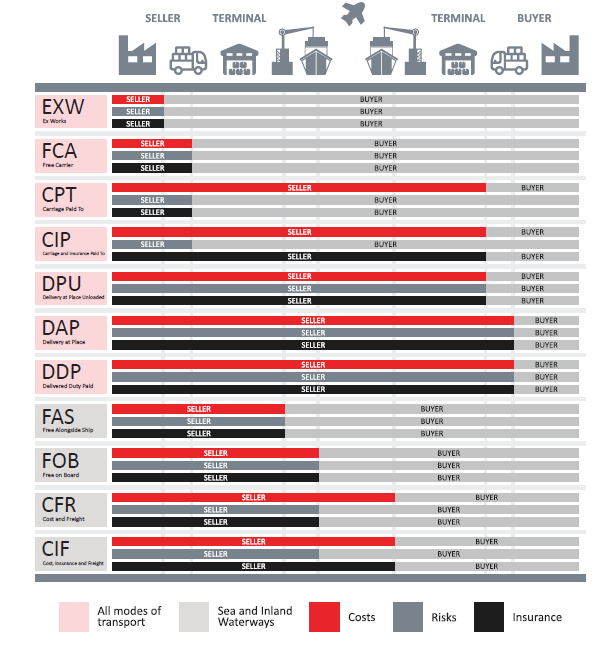 SELLER TERMINAL TERMINAL BUYER
EXW
Ex Works
SELLER BUYER
SELLER BUYER
SELLER BUYER
FCA
Free Carrier
SELLER BUYER
SELLER BUYER
SELLER BUYER
CPT
Carriage Paid To
SELLER BUYER
SELLER BUYER
SELLER BUYER
CIP
Carriage and Insurance Paid To
SELLER BUYER
SELLER BUYER
SELLER BUYER
DPU
Delivery at Place Unloaded
SELLER BUYER
SELLER BUYER
SELLER BUYER
DAP
Delivery at Place
SELLER BUYER
SELLER BUYER
SELLER BUYER
DDP
Delivered Duty Paid
SELLER BUYER
SELLER BUYER
SELLER BUYER
FAS
Free Alongside Ship
SELLER BUYER
SELLER BUYER
SELLER BUYER
FOB
Free on Board
SELLER BUYER
SELLER BUYER
SELLER BUYER
CFR
Cost and Freight
SELLER BUYER
SELLER BUYER
SELLER BUYER
CIF
Cost, Insurance and Freight
SELLER BUYER
SELLER BUYER
SELLER BUYER
All modes of
transport
Sea and Inland
Waterways
Costs
Risks
Insurance